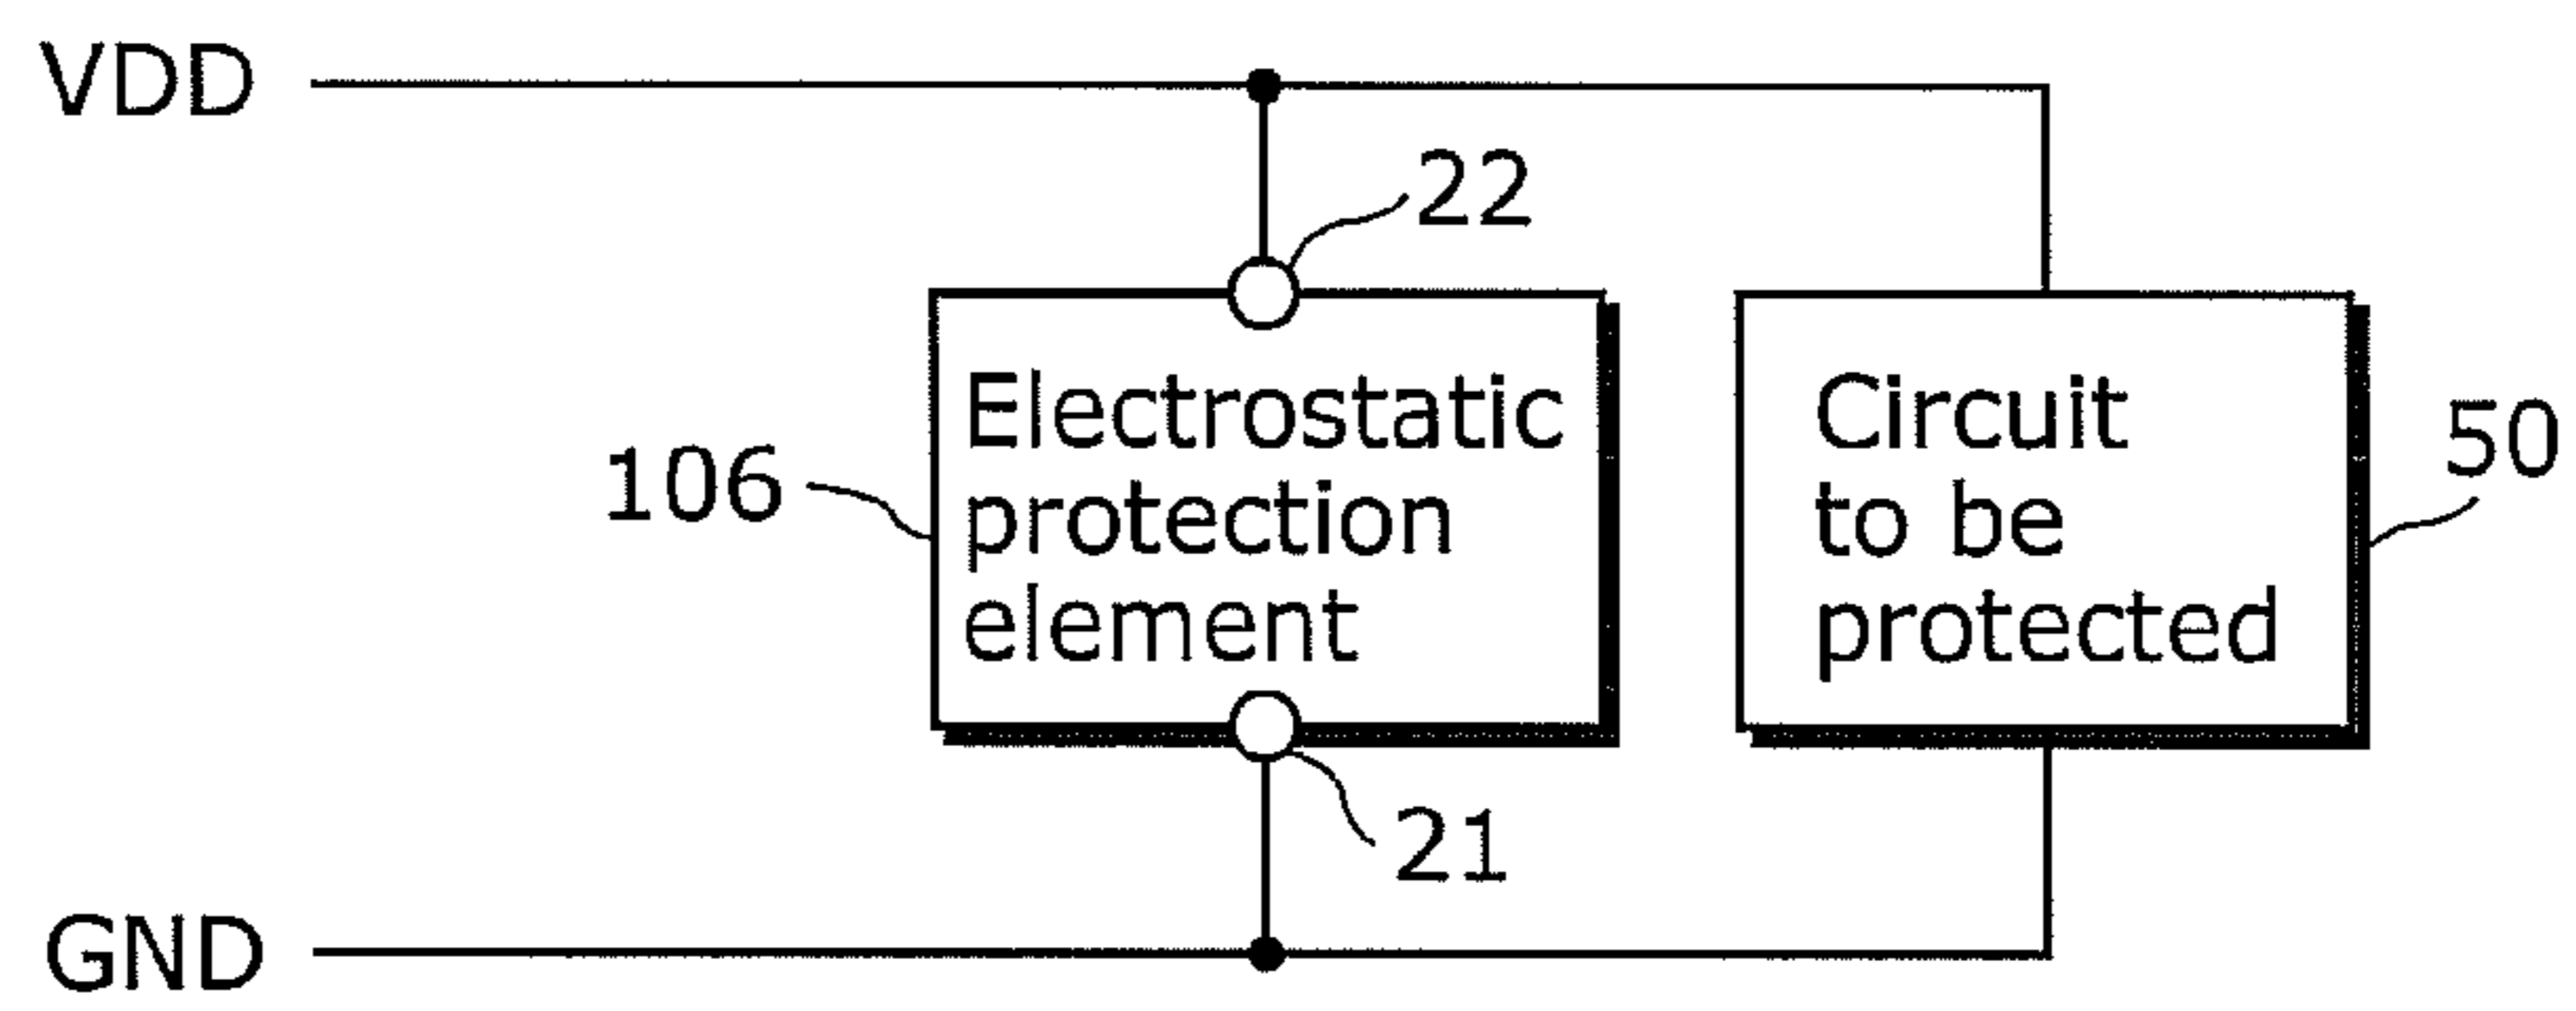 VDD
22
Electrostatic
protection
element
106
Circuit
to be
protected
50
21
GND